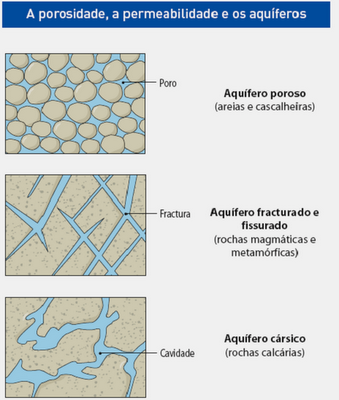 A porosidade, a permeabilidade e os aquíferos
Poro
Aquífero poroso
(areias e cascalheiras)
Fractura
Aquífero fracturado e
fissurado
(rochas magmáticas e
metamórficas)
Cavidade
Aquífero cársico
(rochas calcárias)